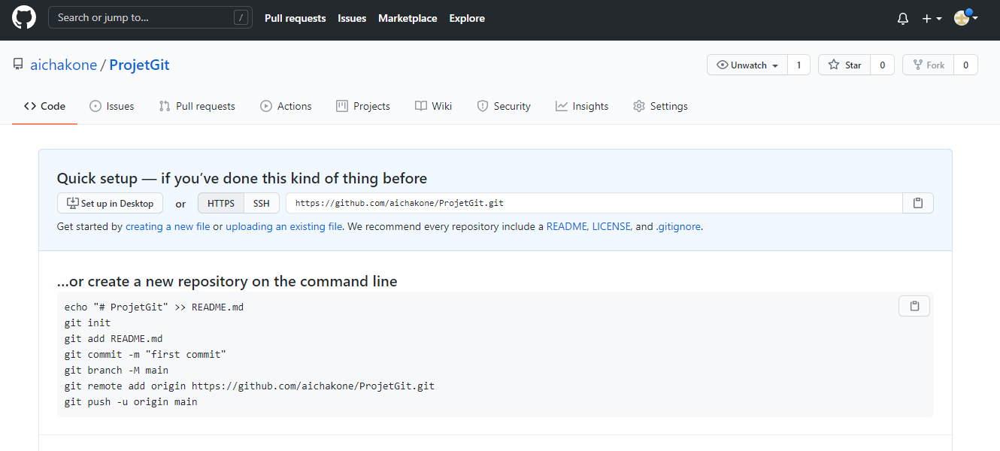 Search or jump to... / Pull requests Issues Marketplace Explore
aichakone / ProjetGit Unwatch 1 Star 0 Fork 0
Code Issues Pull requests Actions Projects Wiki Security Insights Settings
Quick setup — if you’ve done this kind of thing before
Set up in Desktop or HTTPS SSH https://github.com/aichakone/ProjetGit.git
Get started by creating a new file or uploading an existing file. We recommend every repository include a README, LICENSE, and .gitignore.
…or create a new repository on the command line
echo "# ProjetGit" >> README.md
git init
git add README.md
git commit -m "first commit"
git branch -M main
git remote add origin https://github.com/aichakone/ProjetGit.git
git push -u origin main